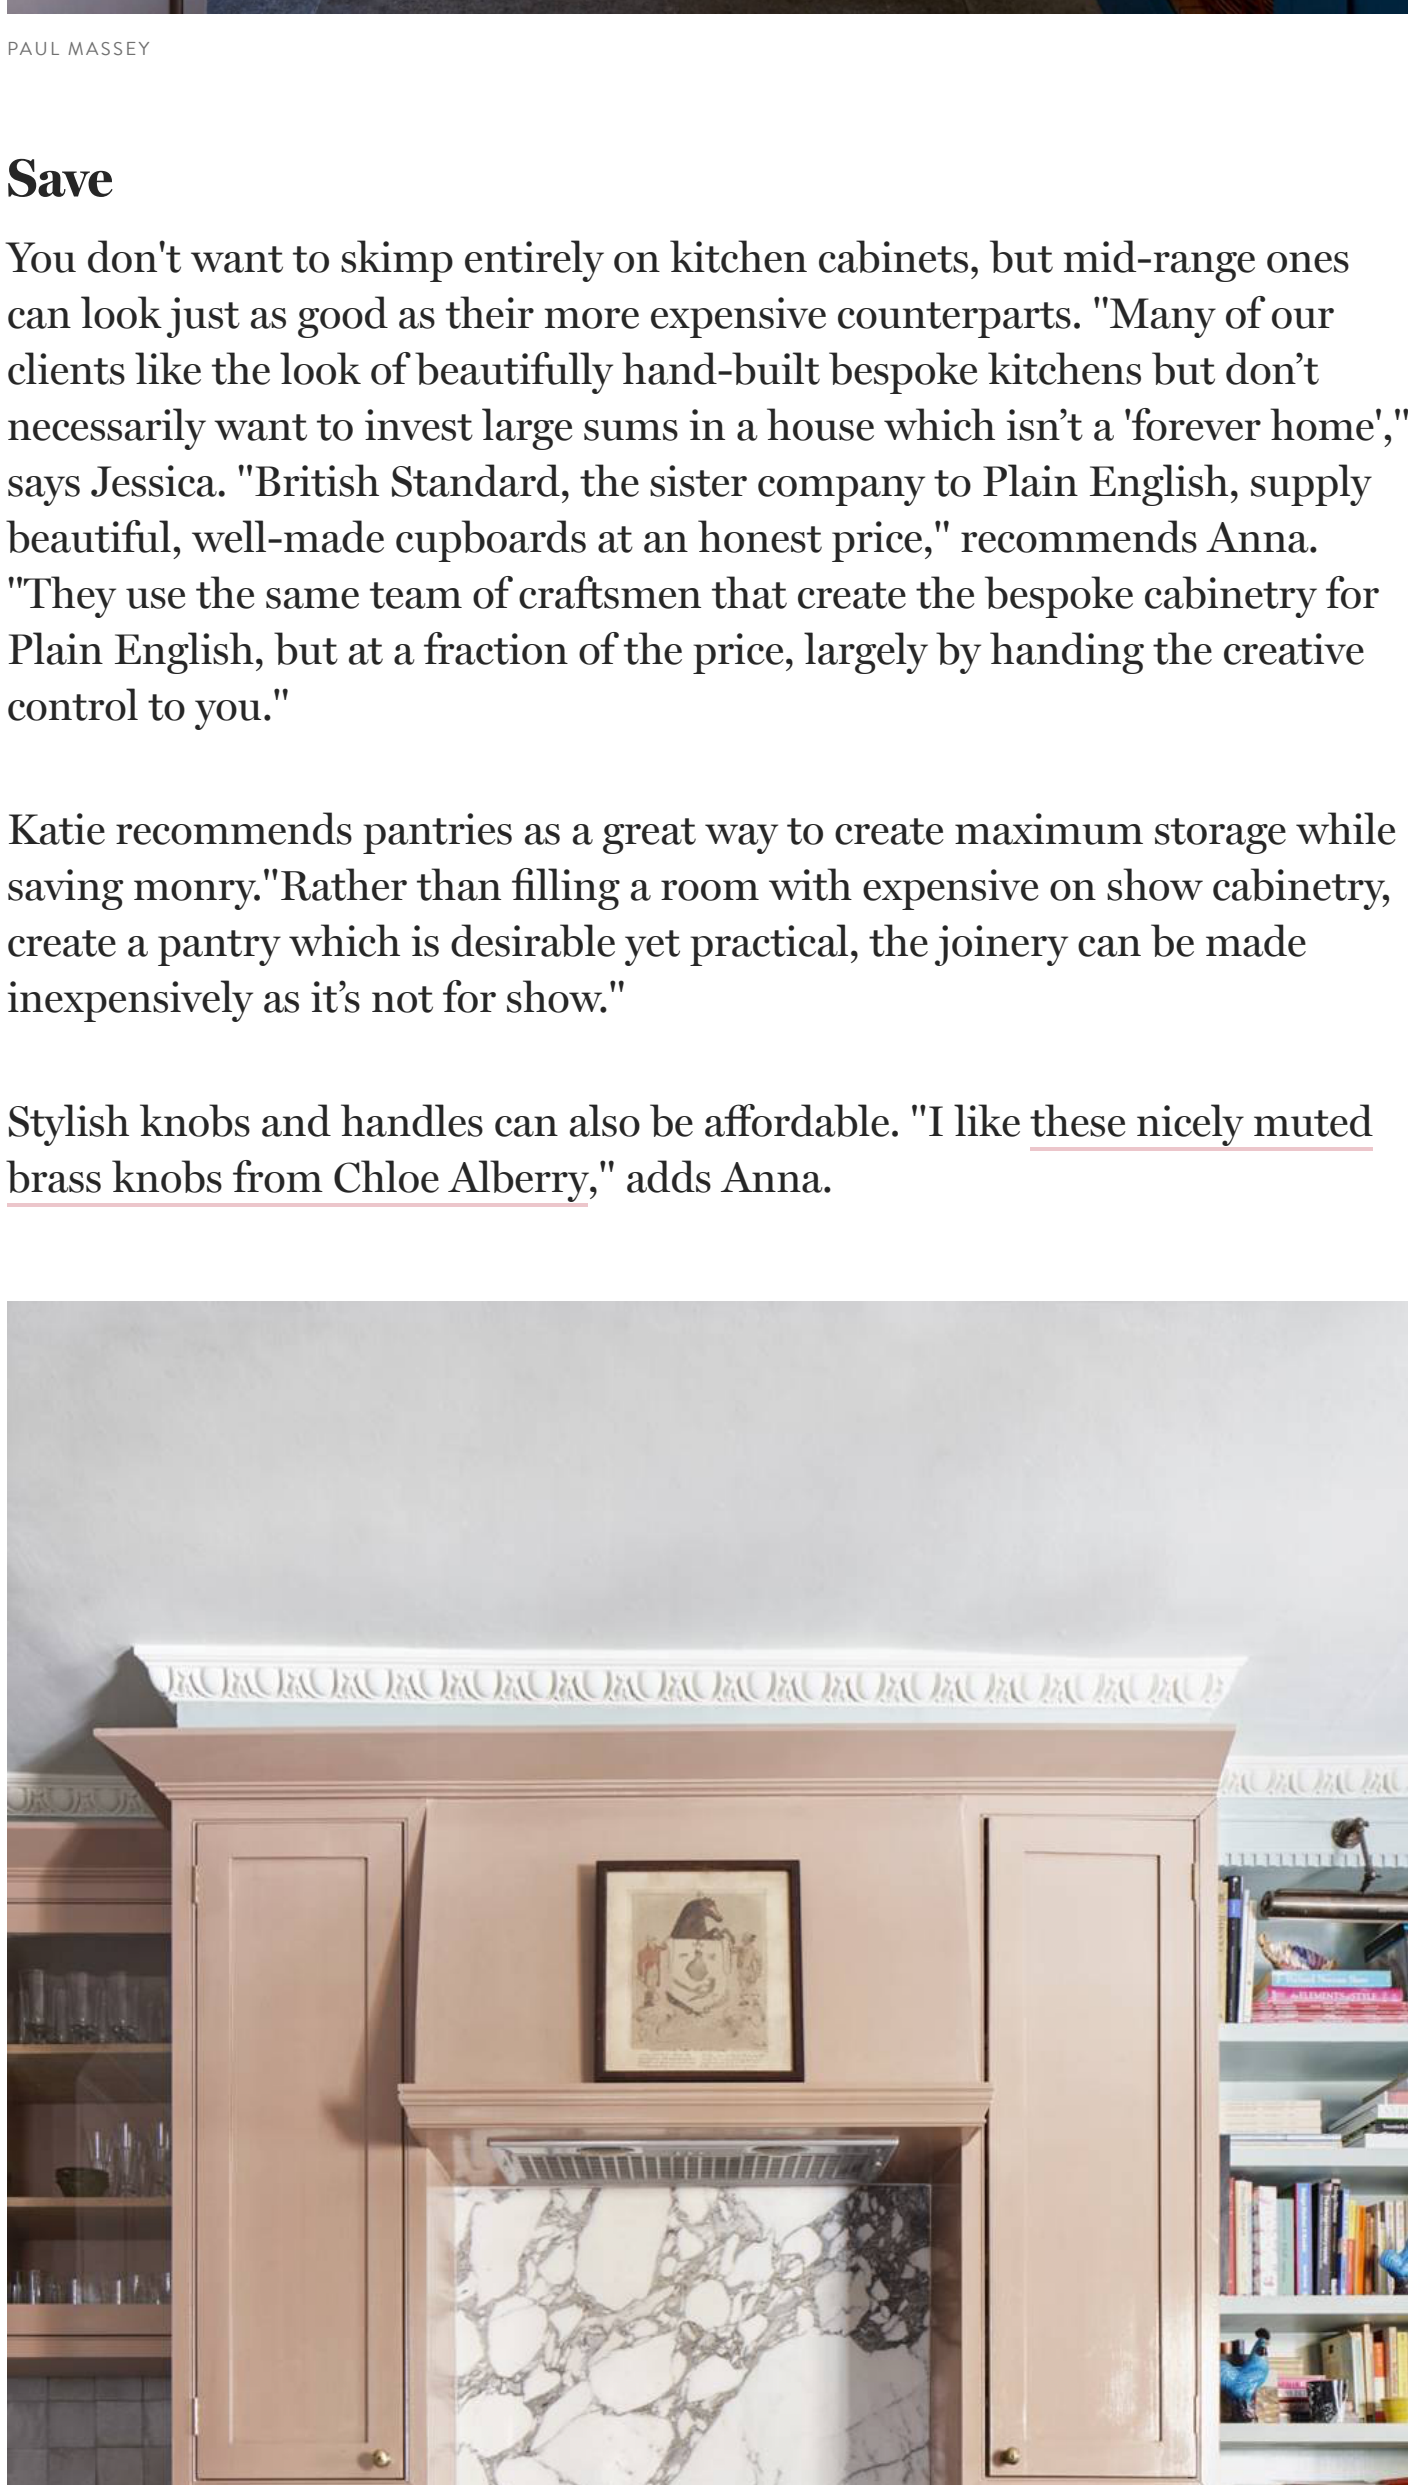 PAUL MASSEY
Save
You don't want to skimp entirely on kitchen cabinets, but mid-range ones
can look just as good as their more expensive counterparts. "Many of our
clients like the look of beautifully hand-built bespoke kitchens but don’t
necessarily want to invest large sums in a house which isn’t a 'forever home',"
says Jessica. "British Standard, the sister company to Plain English, supply
beautiful, well-made cupboards at an honest price," recommends Anna.
"They use the same team of craftsmen that create the bespoke cabinetry for
Plain English, but at a fraction of the price, largely by handing the creative
control to you."
Katie recommends pantries as a great way to create maximum storage while
saving monry."Rather than filling a room with expensive on show cabinetry,
create a pantry which is desirable yet practical, the joinery can be made
inexpensively as it’s not for show."
Stylish knobs and handles can also be affordable. "I like these nicely muted
brass knobs from Chloe Alberry," adds Anna.
ELEMENTS of STYLE